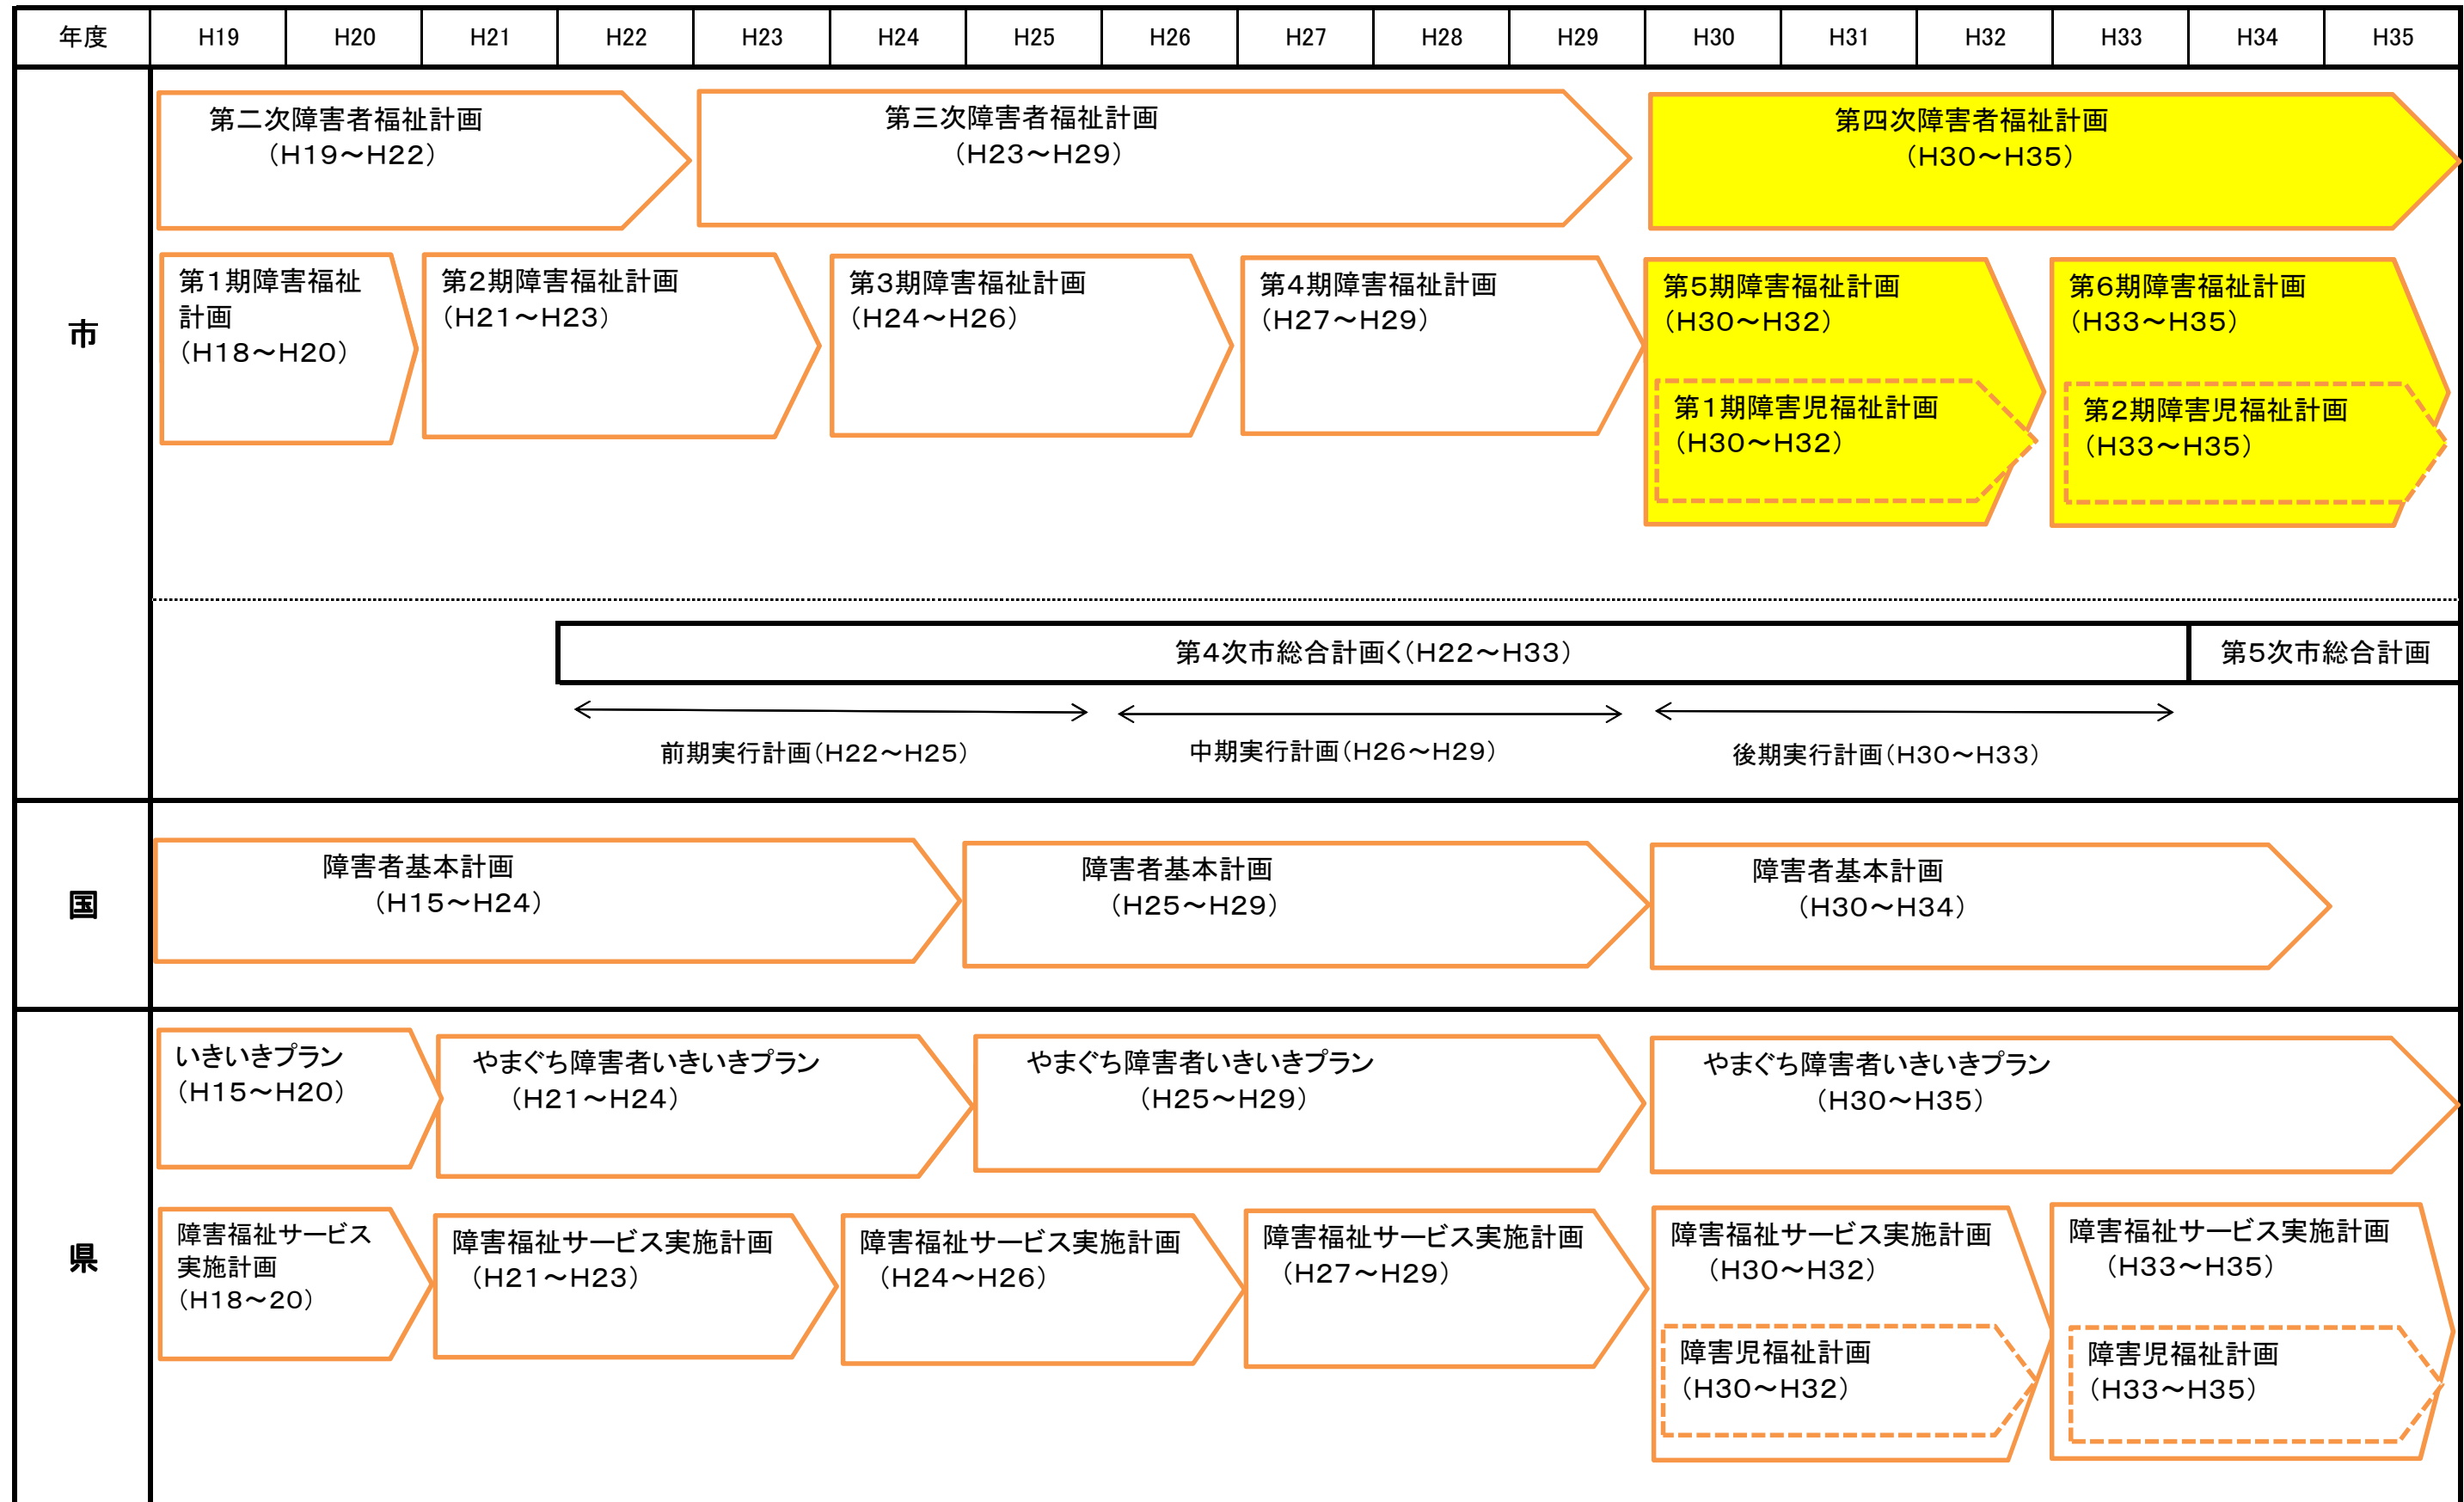 年度 H19 H20 H21 H22 H23 H24 H25 H26 H27 H28 H29 H30 H31 H32 H33 H34 H35
市
第二次障害者福祉計画
（H19～H22）
第三次障害者福祉計画
（H23～H29）
第四次障害者福祉計画
（H30～H35）
第1期障害福祉
計画
（H18～H20）
第2期障害福祉計画
（H21～H23）
第3期障害福祉計画
（H24～H26）
第4期障害福祉計画
（H27～H29）
第5期障害福祉計画
（H30～H32）
第1期障害児福祉計画
（H30～H32）
第6期障害福祉計画
（H33～H35）
第2期障害児福祉計画
（H33～H35）
第4次市総合計画く（H22～H33）
第5次市総合計画
前期実行計画（H22～H25）
中期実行計画（H26～H29）
後期実行計画（H30～H33）
国
障害者基本計画
（H15～H24）
障害者基本計画
（H25～H29）
障害者基本計画
（H30～H34）
県
いきいきプラン
（H15～H20）
やまぐち障害者いきいきプラン
（H21～H24）
やまぐち障害者いきいきプラン
（H25～H29）
やまぐち障害者いきいきプラン
（H30～H35）
障害福祉サービス
実施計画
（H18～20）
障害福祉サービス実施計画
（H21～H23）
障害福祉サービス実施計画
（H24～H26）
障害福祉サービス実施計画
（H27～H29）
障害福祉サービス実施計画
（H30～H32）
障害児福祉計画
（H30～H32）
障害福祉サービス実施計画
（H33～H35）
障害児福祉計画
（H33～H35）